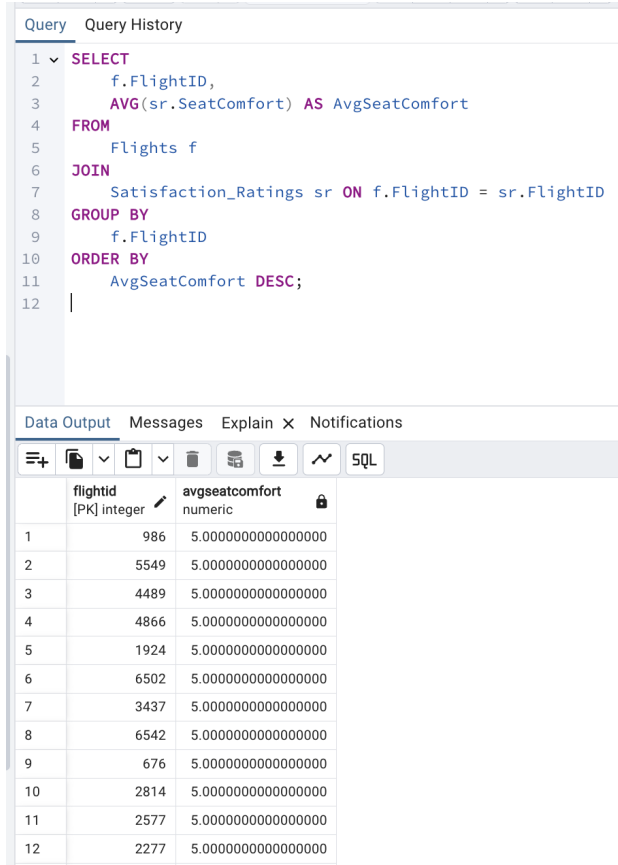 Query Query History
1 SELECT
2 f.FlightID,
3 AVG(sr.SeatComfort) AS AvgSeatComfort
4 FROM
5 Flights f
6 JOIN
7 Satisfaction_Ratings sr ON f.FlightID = sr.FlightID
8 GROUP BY
9 f.FlightID
10 ORDER BY
11 AvgSeatComfort DESC;
12
Data Output Messages Explain Notifications
SQL
flightid avgseatcomfort
[PK] integer numeric
1 986 5.0000000000000000
2 5549 5.0000000000000000
3 4489 5.0000000000000000
4 4866 5.0000000000000000
5 1924 5.0000000000000000
6 6502 5.0000000000000000
7 3437 5.0000000000000000
8 6542 5.0000000000000000
9 676 5.0000000000000000
10 2814 5.0000000000000000
11 2577 5.0000000000000000
12 2277 5.0000000000000000